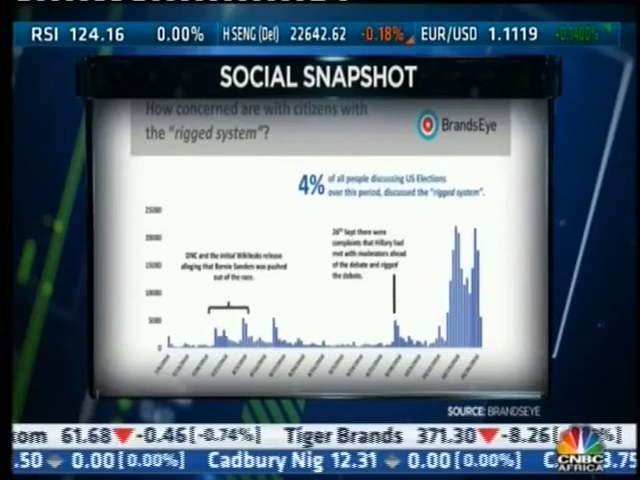 RSI 124.16 0.00% H SENG (Del) 22642.62 -0.18% EUR/USD 1.1119 +0.1400%
SOCIAL SNAPSHOT
How concerned are with citizens with
the "rigged system"?
BrandsEye
4% of all people discussing US Elections
over this period, discussed the "rigged system".
25000
20000
15000
10000
5000
0
DNC and the initial Wikileaks release
alleging that Bernie Sanders was pushed
out of the race.
26th Sept there were
complaints that Hillary had
met with moderators ahead
of the debate and rigged
the debate.
SOURCE: BRANDSEYE
om 61.68 -0.46[-0.74%] Tiger Brands 371.30 -8.26[
.50 0.00[0.00%] Cadbury Nig 12.31 0.00[0.00%] C 3.75
CNBC
AFRICA